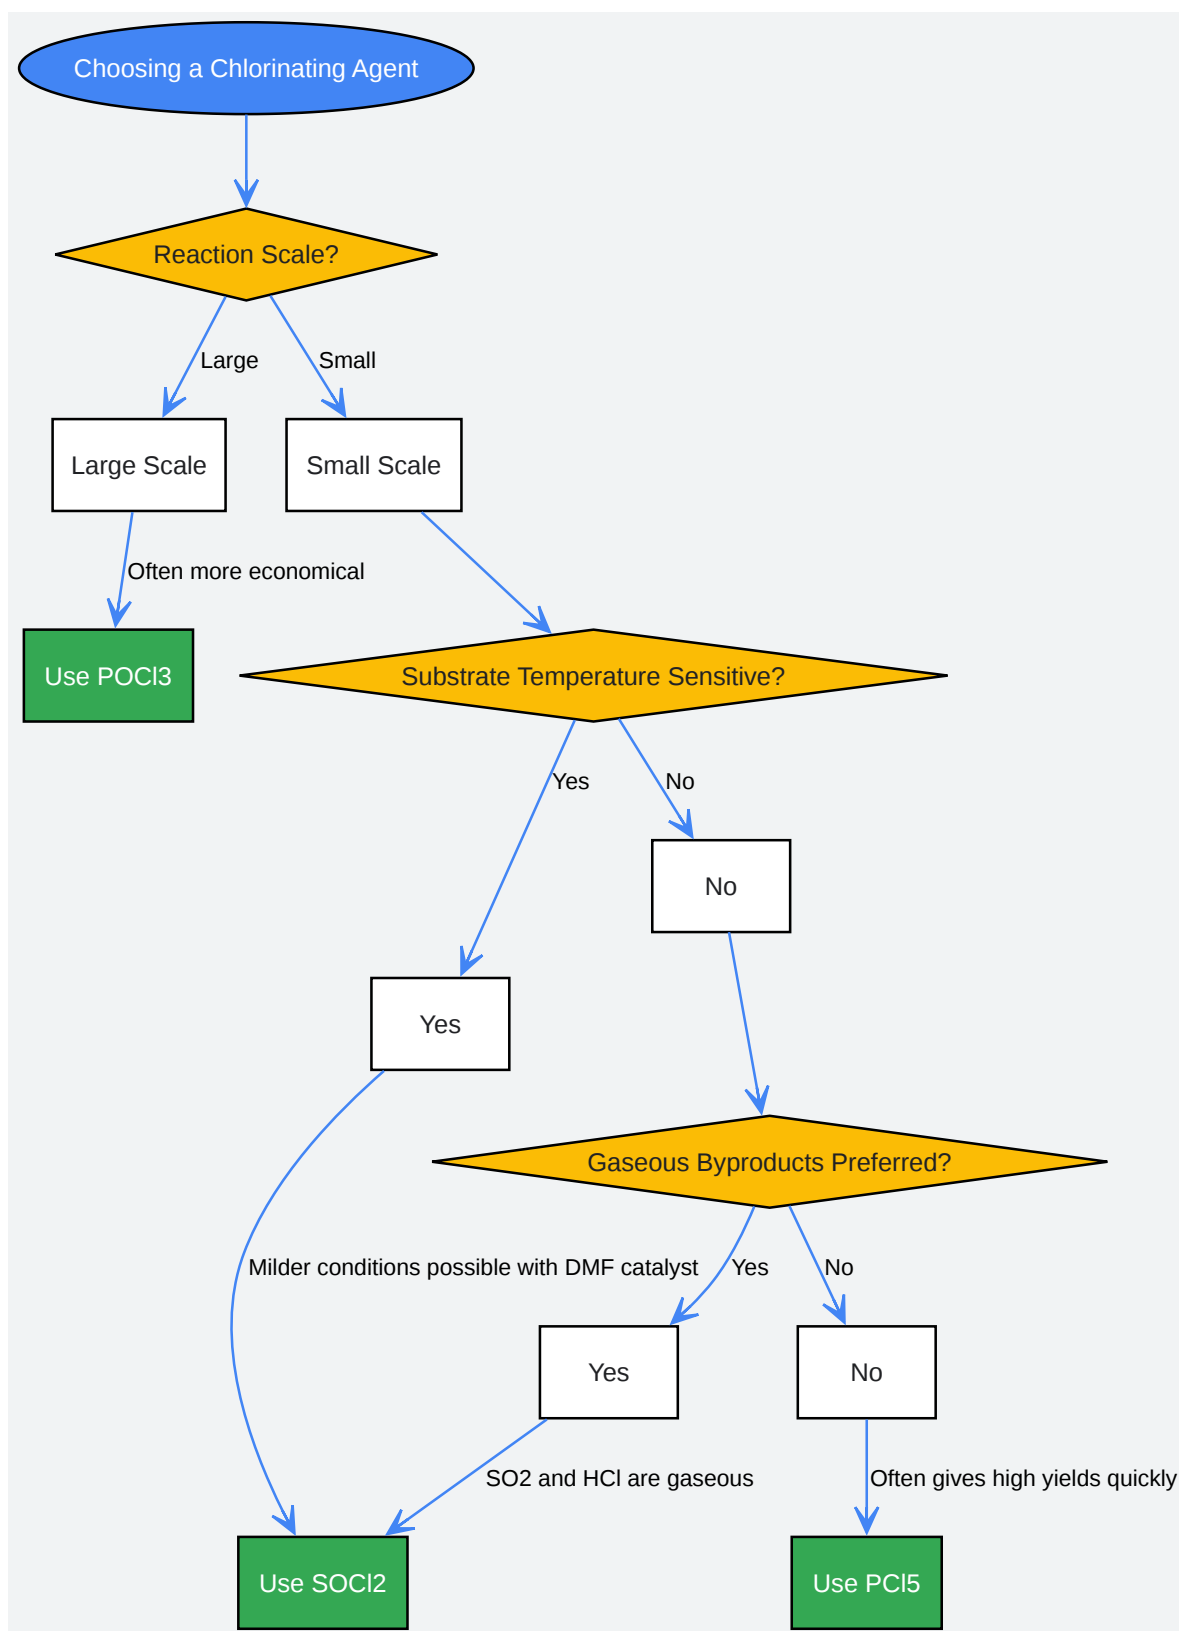 Choosing a Chlorinating Agent
Reaction Scale?
Large
Small
Large Scale
Small Scale
Often more economical
Use POCl3
Substrate Temperature Sensitive?
Yes
No
No
Yes
Gaseous Byproducts Preferred?
Milder conditions possible with DMF catalyst
Yes
No
Yes
No
SO2 and HCl are gaseous
Often gives high yields quickly
Use SOCl2
Use PCl5